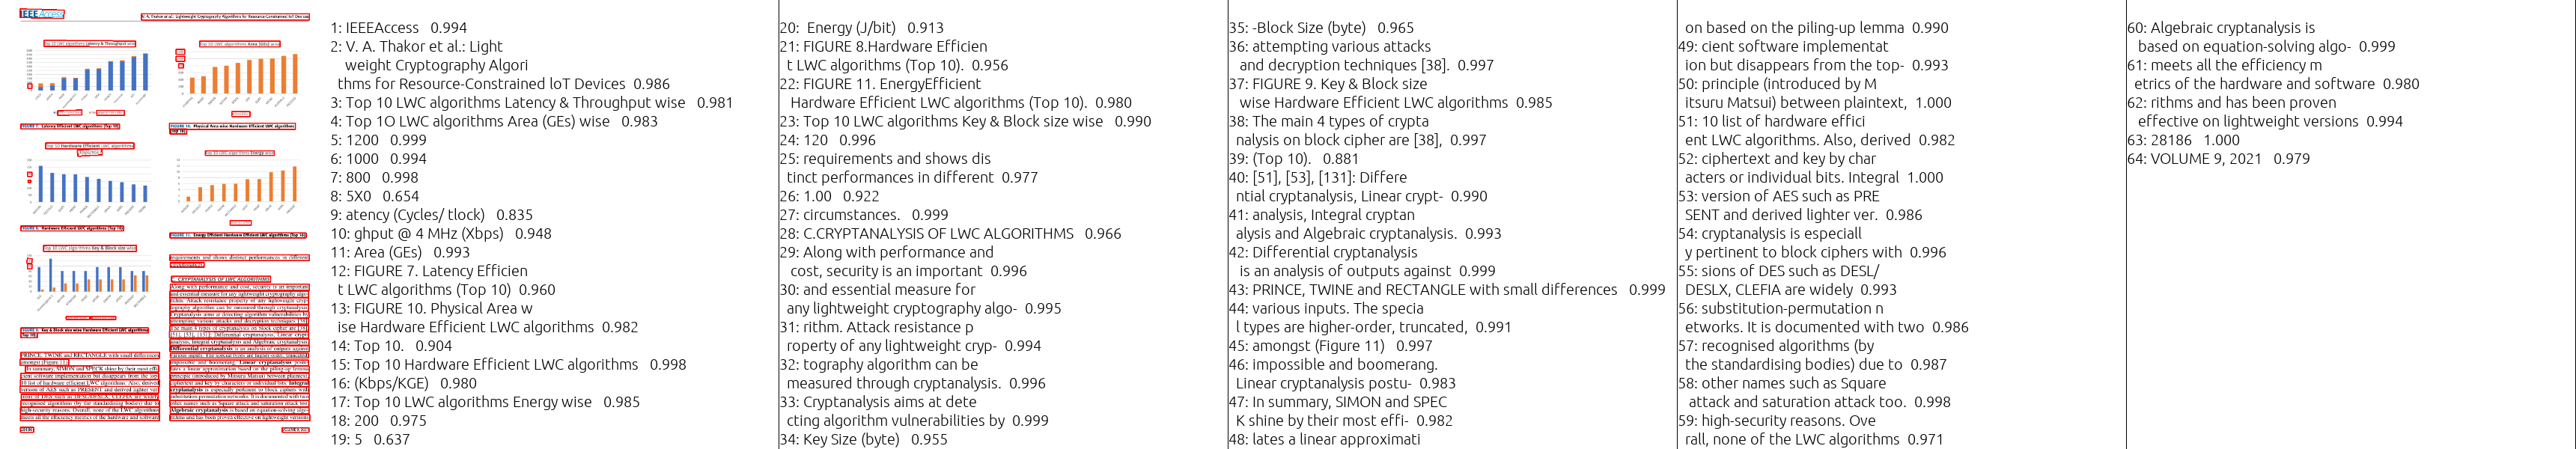 IEEEAccess
1: IEEEAccess 0.994
2: V. A. Thakor et al.: Light
weight Cryptography Algori
thms for Resource-Constrained loT Devices 0.986
3: Top 10 LWC algorithms Latency & Throughput wise 0.981
4: Top 1O LWC algorithms Area (GEs) wise 0.983
5: 1200 0.999
6: 1000 0.994
7: 800 0.998
8: 5X0 0.654
9: atency (Cycles/ tlock) 0.835
10: ghput @ 4 MHz (Xbps) 0.948
11: Area (GEs) 0.993
12: FIGURE 7. Latency Efficien
t LWC algorithms (Top 10) 0.960
13: FIGURE 10. Physical Area w
ise Hardware Efficient LWC algorithms 0.982
14: Top 10. 0.904
15: Top 10 Hardware Efficient LWC algorithms 0.998
16: (Kbps/KGE) 0.980
17: Top 10 LWC algorithms Energy wise 0.985
18: 200 0.975
19: 5 0.637
20: Energy (J/bit) 0.913
21: FIGURE 8.Hardware Efficien
t LWC algorithms (Top 10). 0.956
22: FIGURE 11. EnergyEfficient
Hardware Efficient LWC algorithms (Top 10). 0.980
23: Top 10 LWC algorithms Key & Block size wise 0.990
24: 120 0.996
25: requirements and shows dis
tinct performances in different 0.977
26: 1.00 0.922
27: circumstances. 0.999
28: C.CRYPTANALYSIS OF LWC ALGORITHMS 0.966
29: Along with performance and
cost, security is an important 0.996
30: and essential measure for
any lightweight cryptography algo- 0.995
31: rithm. Attack resistance p
roperty of any lightweight cryp- 0.994
32: tography algorithm can be
measured through cryptanalysis. 0.996
33: Cryptanalysis aims at dete
cting algorithm vulnerabilities by 0.999
34: Key Size (byte) 0.955
35: -Block Size (byte) 0.965
36: attempting various attacks
and decryption techniques [38]. 0.997
37: FIGURE 9. Key & Block size
wise Hardware Efficient LWC algorithms 0.985
38: The main 4 types of crypta
nalysis on block cipher are [38], 0.997
39: (Top 10). 0.881
40: [51], [53], [131]: Differe
ntial cryptanalysis, Linear crypt- 0.990
41: analysis, Integral cryptan
alysis and Algebraic cryptanalysis. 0.993
42: Differential cryptanalysis
is an analysis of outputs against 0.999
43: PRINCE, TWINE and RECTANGLE with small differences 0.999
44: various inputs. The specia
l types are higher-order, truncated, 0.991
45: amongst (Figure 11) 0.997
46: impossible and boomerang.
Linear cryptanalysis postu- 0.983
47: In summary, SIMON and SPEC
K shine by their most effi- 0.982
48: lates a linear approximati
on based on the piling-up lemma 0.990
49: cient software implementat
ion but disappears from the top- 0.993
50: principle (introduced by M
itsuru Matsui) between plaintext, 1.000
51: 10 list of hardware effici
ent LWC algorithms. Also, derived 0.982
52: ciphertext and key by char
acters or individual bits. Integral 1.000
53: version of AES such as PRE
SENT and derived lighter ver. 0.986
54: cryptanalysis is especiall
y pertinent to block ciphers with 0.996
55: sions of DES such as DESL/
DESLX, CLEFIA are widely 0.993
56: substitution-permutation n
etworks. It is documented with two 0.986
57: recognised algorithms (by
the standardising bodies) due to 0.987
58: other names such as Square
attack and saturation attack too. 0.998
59: high-security reasons. Ove
rall, none of the LWC algorithms 0.971
60: Algebraic cryptanalysis is
based on equation-solving algo- 0.999
61: meets all the efficiency m
etrics of the hardware and software 0.980
62: rithms and has been proven
effective on lightweight versions 0.994
63: 28186 1.000
64: VOLUME 9, 2021 0.979